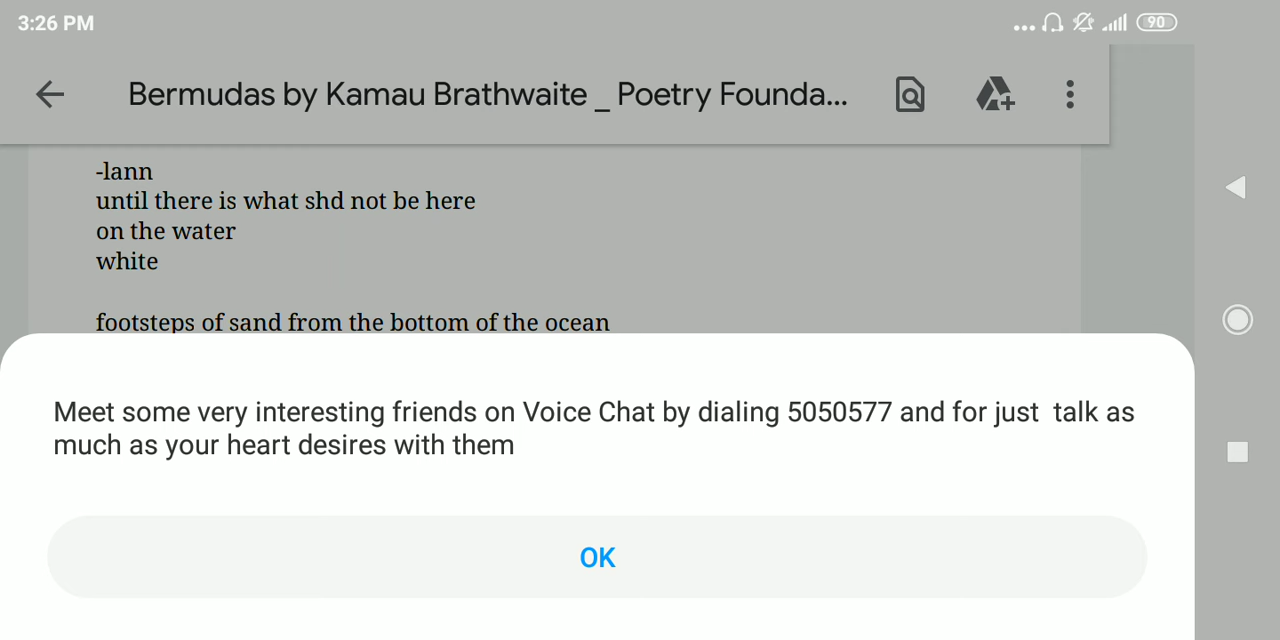 3:26 PM
90
Bermudas by Kamau Brathwaite _ Poetry Founda...
-lann
until there is what shd not be here
on the water
white
footsteps of sand from the bottom of the ocean
Meet some very interesting friends on Voice Chat by dialing 5050577 and for just  talk as
much as your heart desires with them
OK